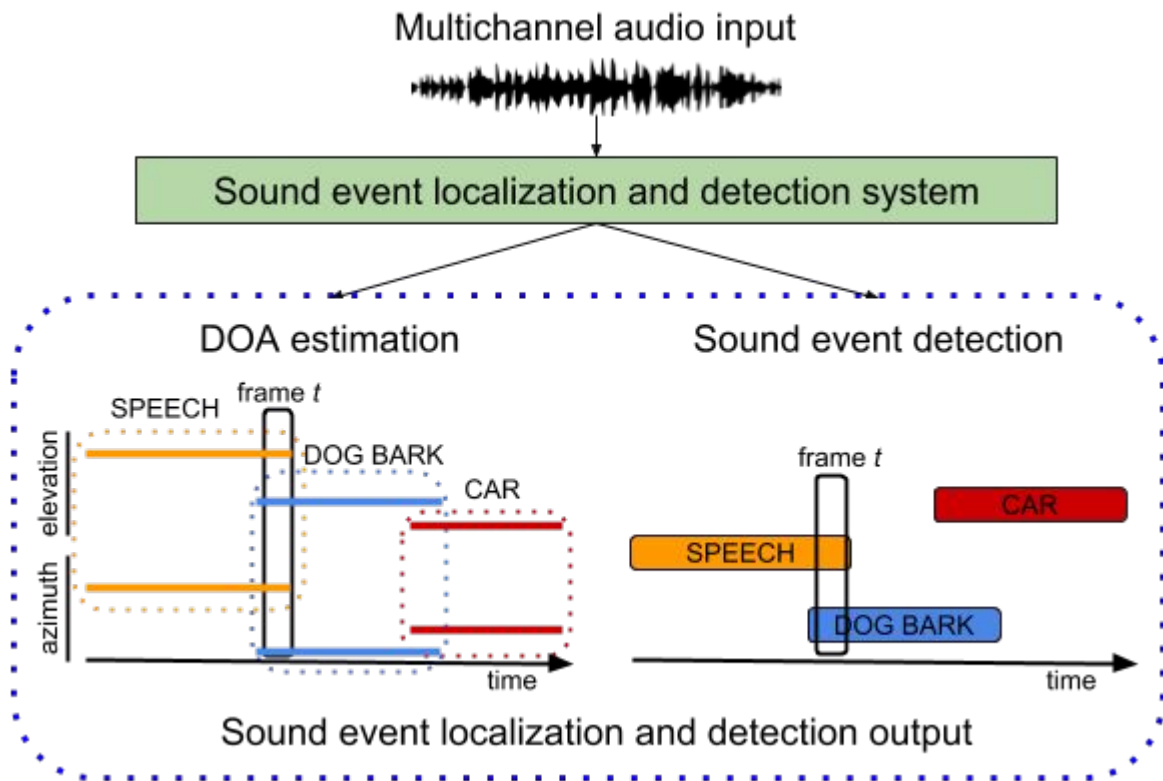 Multichannel audio input
Sound event localization and detection system
DOA estimation
Sound event detection
frame t
SPEECH
DOG BARK
CAR
elevation
azimuth
time
frame t
CAR
SPEECH
DOG BARK
time
Sound event localization and detection output